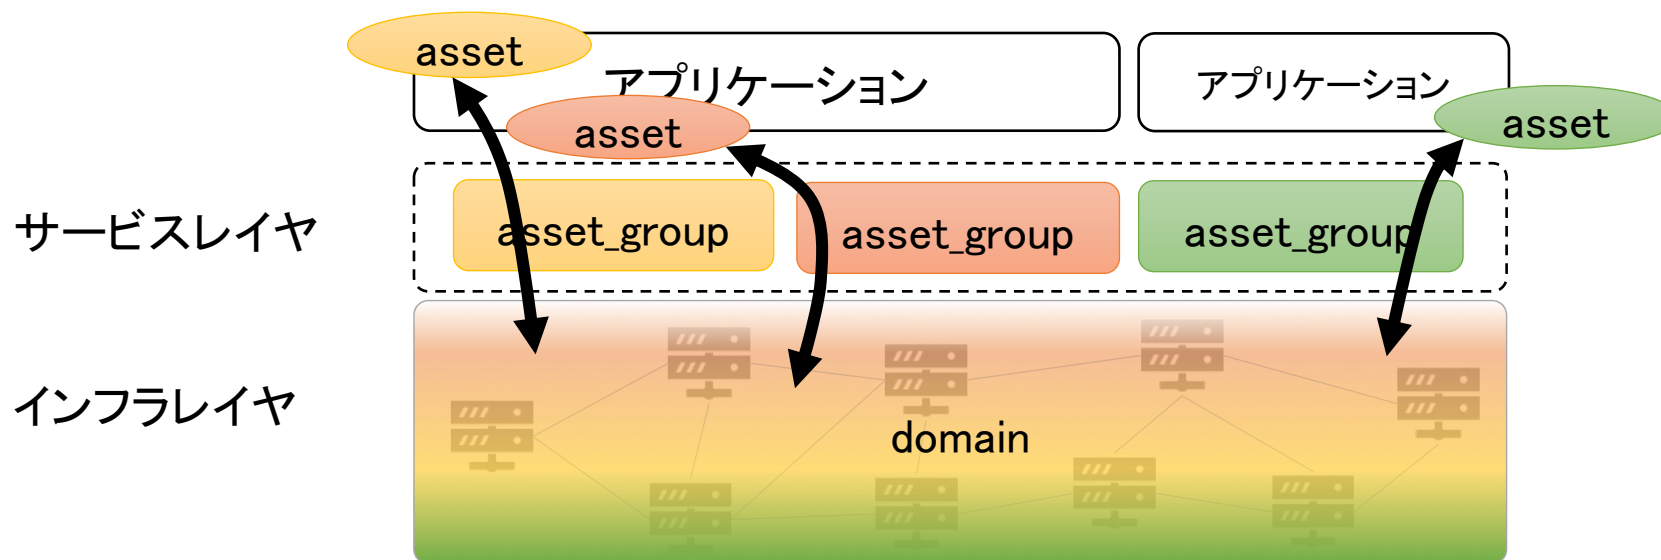 asset
アプリケーション
アプリケーション
asset
asset
サービスレイヤ
asset_group
asset_group
asset_group
インフラレイヤ
domain